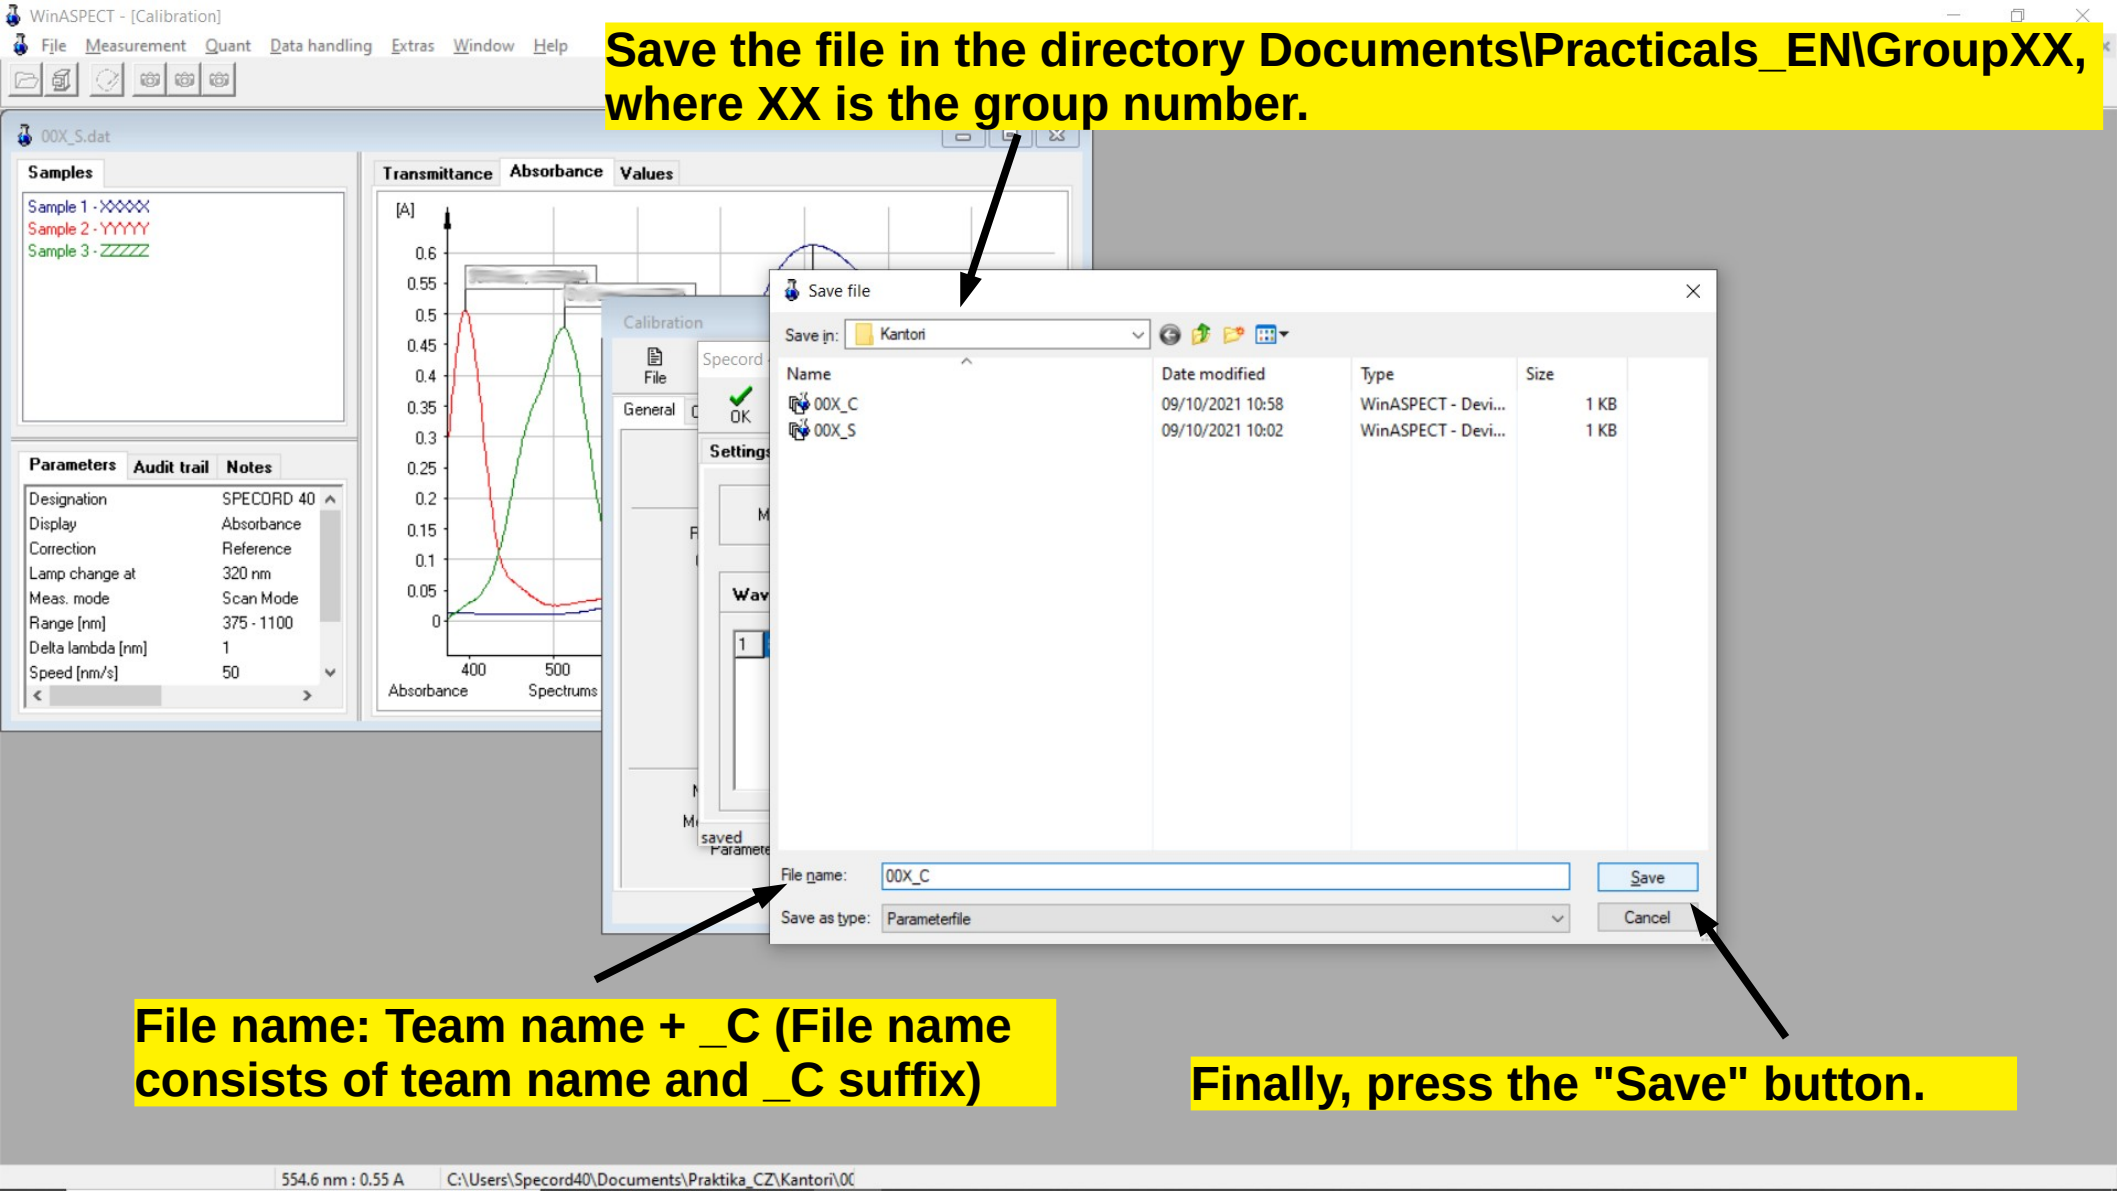 WinASPECT - [Calibration]
File Measurement Quant Data handling Extras Window Help
Save the file in the directory Documents\Practicals_EN\GroupXX,
where XX is the group number.
00X_S.dat
Samples
Sample 1 - XXXXX
Sample 2 - YYYYY
Sample 3 - ZZZZZ
Transmittance Absorbance Values
[A]
0.6
0.55
0.5
0.45
0.4
0.35
0.3
0.25
0.2
0.15
0.1
0.05
0
400 500
Absorbance Spectrums
Parameters Audit trail Notes
Designation SPECORD 40
Display Absorbance
Correction Reference
Lamp change at 320 nm
Meas. mode Scan Mode
Range [nm] 375 - 1100
Delta lambda [nm] 1
Speed [nm/s] 50
Calibration
File
General
Specord
OK
Settings
Wav
1
saved
Paramete
Save file
Save in: Kantori
Name Date modified Type Size
00X_C 09/10/2021 10:58 WinASPECT - Devi... 1 KB
00X_S 09/10/2021 10:02 WinASPECT - Devi... 1 KB
File name: 00X_C Save
Save as type: Parameterfile Cancel
File name: Team name + _C (File name
consists of team name and _C suffix)
Finally, press the "Save" button.
554.6 nm : 0.55 A C:\Users\Specord40\Documents\Praktika_CZ\Kantori\00